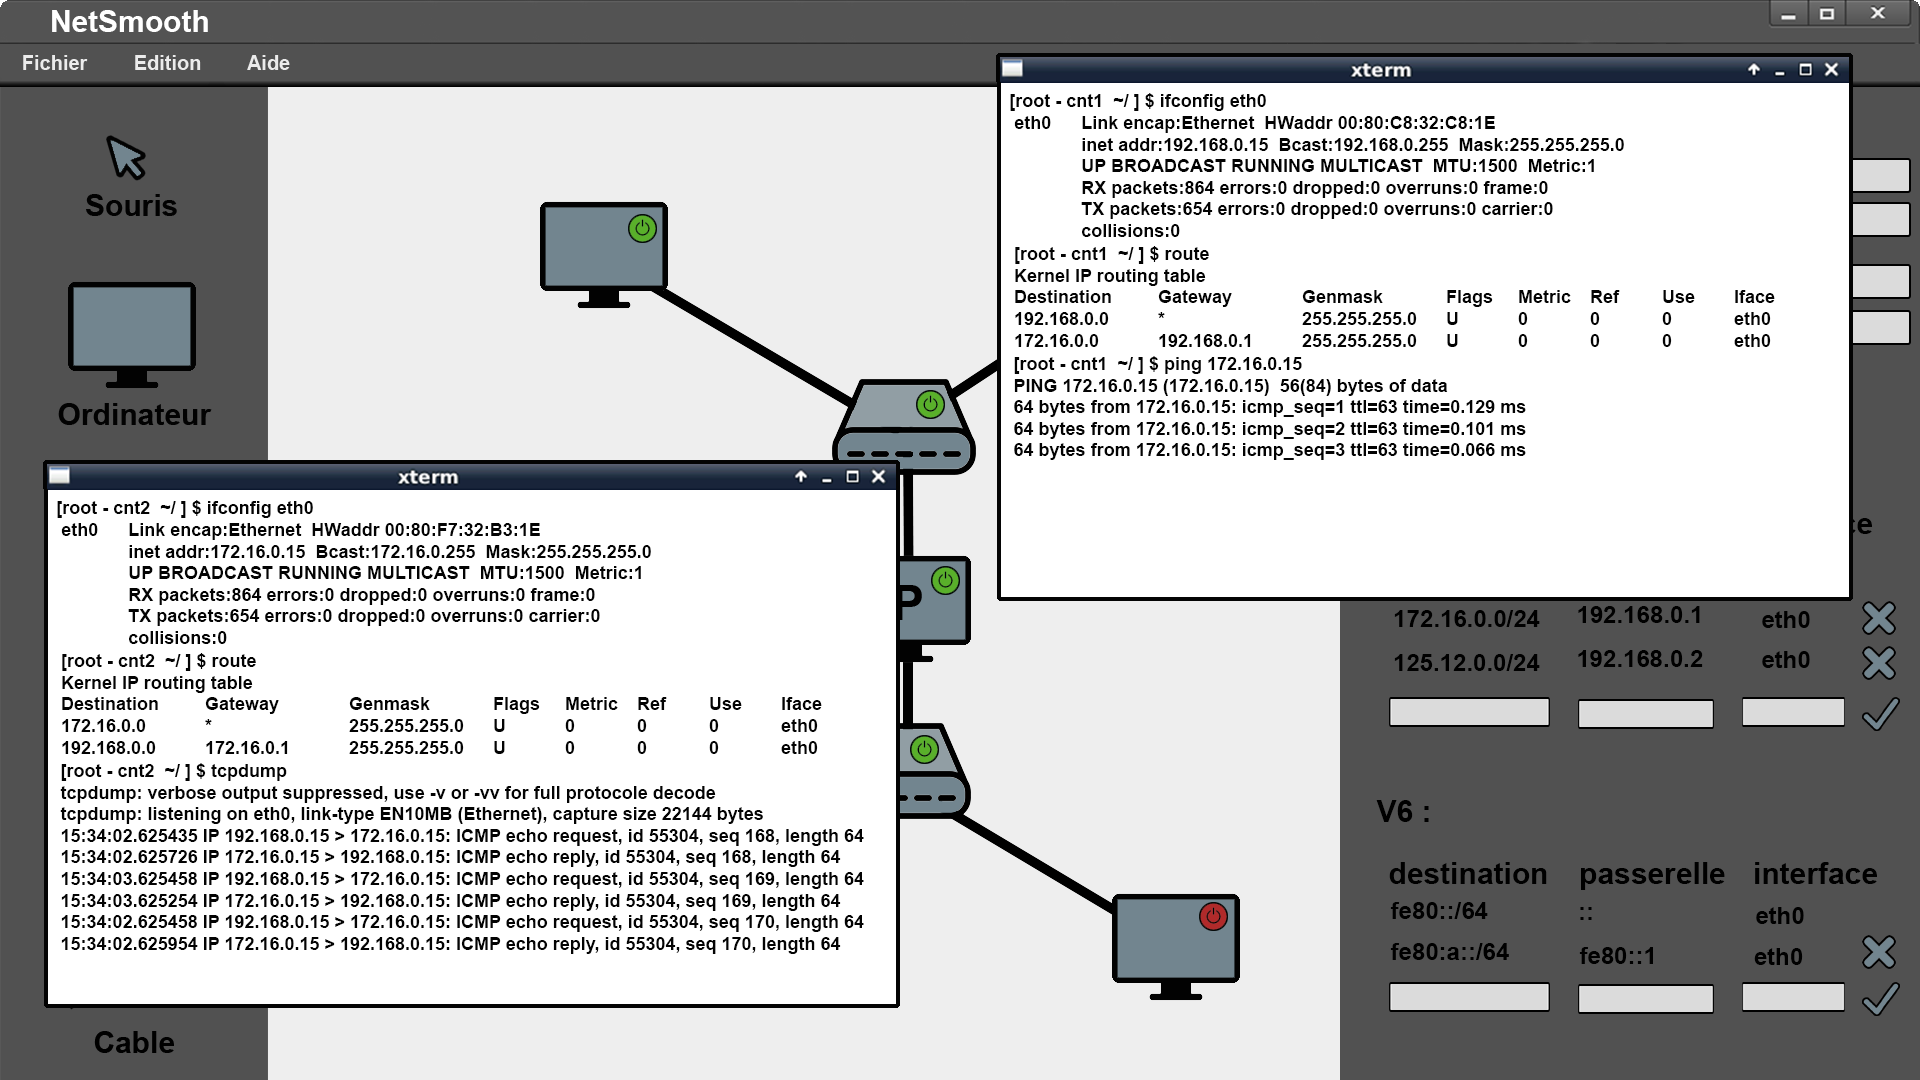 NetSmooth
Fichier Edition Aide
Souris
Ordinateur
Cable
xterm
[root - cnt1 ~/ ] $ ifconfig eth0
eth0 Link encap:Ethernet HWaddr 00:80:C8:32:C8:1E
inet addr:192.168.0.15 Bcast:192.168.0.255 Mask:255.255.255.0
UP BROADCAST RUNNING MULTICAST MTU:1500 Metric:1
RX packets:864 errors:0 dropped:0 overruns:0 frame:0
TX packets:654 errors:0 dropped:0 overruns:0 carrier:0
collisions:0
[root - cnt1 ~/ ] $ route
Kernel IP routing table
Destination Gateway Genmask Flags Metric Ref Use Iface
192.168.0.0 * 255.255.255.0 U 0 0 0 eth0
172.16.0.0 192.168.0.1 255.255.255.0 U 0 0 0 eth0
[root - cnt1 ~/ ] $ ping 172.16.0.15
PING 172.16.0.15 (172.16.0.15) 56(84) bytes of data
64 bytes from 172.16.0.15: icmp_seq=1 ttl=63 time=0.129 ms
64 bytes from 172.16.0.15: icmp_seq=2 ttl=63 time=0.101 ms
64 bytes from 172.16.0.15: icmp_seq=3 ttl=63 time=0.066 ms
xterm
[root - cnt2 ~/ ] $ ifconfig eth0
eth0 Link encap:Ethernet HWaddr 00:80:F7:32:B3:1E
inet addr:172.16.0.15 Bcast:172.16.0.255 Mask:255.255.255.0
UP BROADCAST RUNNING MULTICAST MTU:1500 Metric:1
RX packets:864 errors:0 dropped:0 overruns:0 frame:0
TX packets:654 errors:0 dropped:0 overruns:0 carrier:0
collisions:0
[root - cnt2 ~/ ] $ route
Kernel IP routing table
Destination Gateway Genmask Flags Metric Ref Use Iface
172.16.0.0 * 255.255.255.0 U 0 0 0 eth0
192.168.0.0 172.16.0.1 255.255.255.0 U 0 0 0 eth0
[root - cnt2 ~/ ] $ tcpdump
tcpdump: verbose output suppressed, use -v or -vv for full protocole decode
tcpdump: listening on eth0, link-type EN10MB (Ethernet), capture size 22144 bytes
15:34:02.625435 IP 192.168.0.15 > 172.16.0.15: ICMP echo request, id 55304, seq 168, length 64
15:34:02.625726 IP 172.16.0.15 > 192.168.0.15: ICMP echo reply, id 55304, seq 168, length 64
15:34:03.625458 IP 192.168.0.15 > 172.16.0.15: ICMP echo request, id 55304, seq 169, length 64
15:34:03.625254 IP 172.16.0.15 > 192.168.0.15: ICMP echo reply, id 55304, seq 169, length 64
15:34:02.625458 IP 192.168.0.15 > 172.16.0.15: ICMP echo request, id 55304, seq 170, length 64
15:34:02.625954 IP 172.16.0.15 > 192.168.0.15: ICMP echo reply, id 55304, seq 170, length 64
P
172.16.0.0/24 192.168.0.1 eth0
125.12.0.0/24 192.168.0.2 eth0
V6 :
destination passerelle interface
fe80::/64 :: eth0
fe80:a::/64 fe80::1 eth0